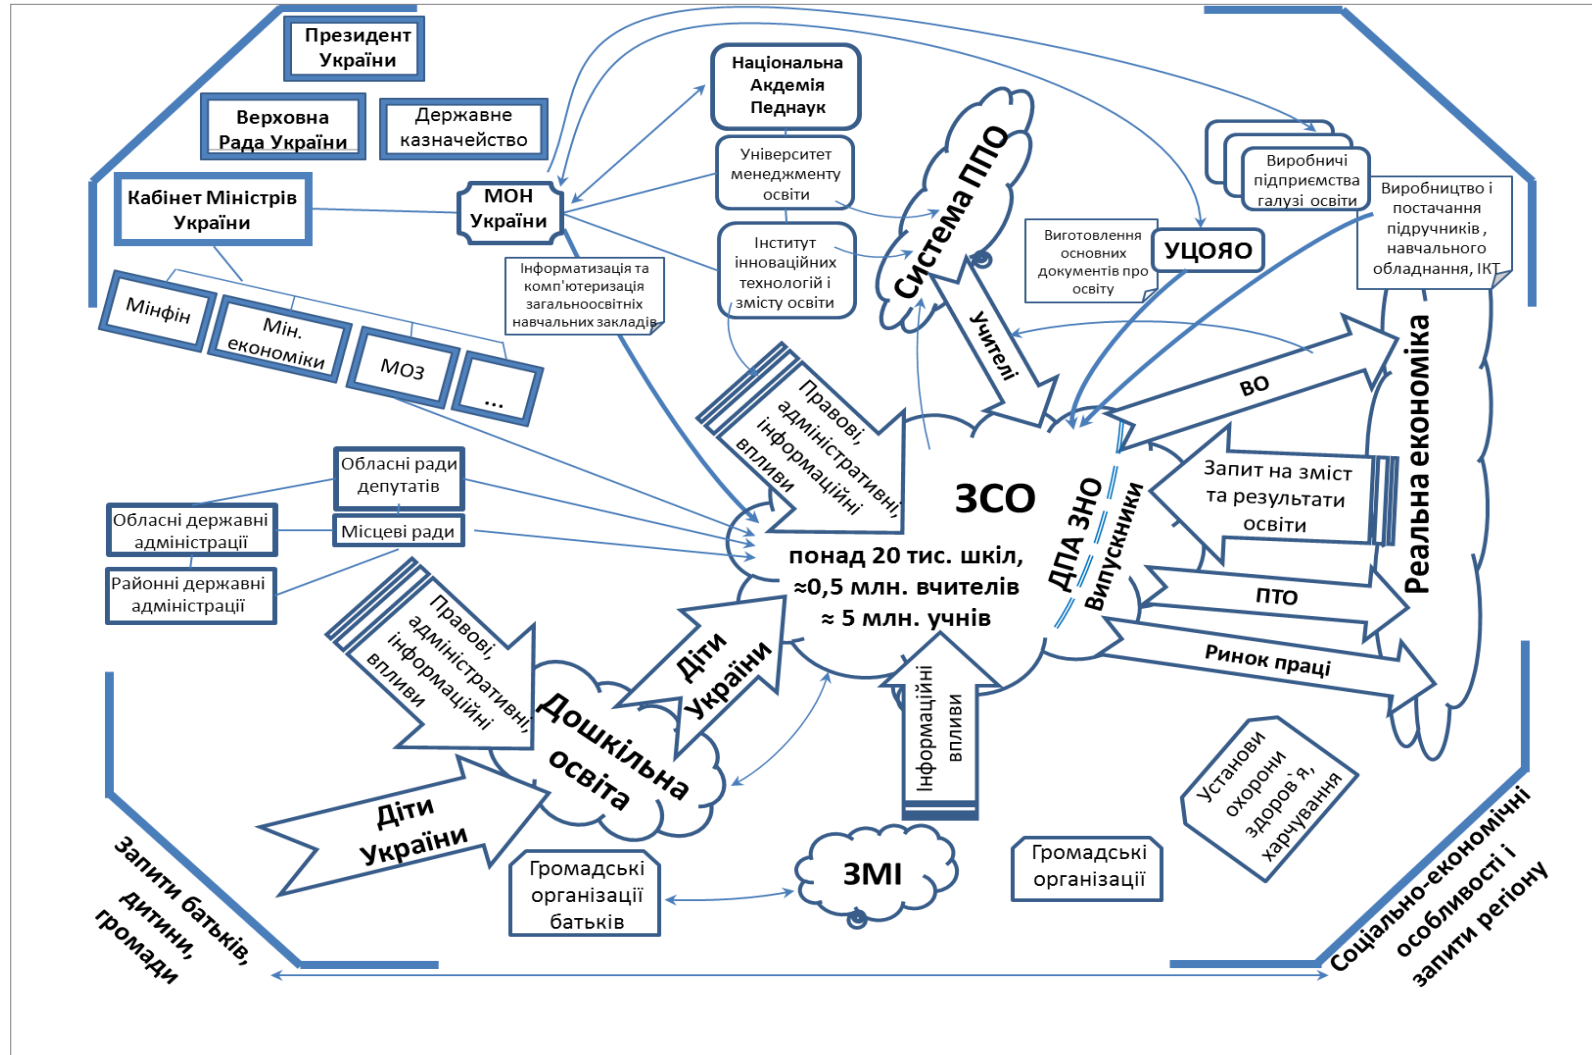 Президент
України
Верховна
Рада України
Державне
казначейство
Кабінет Міністрів
України
МОН
України
Національна
Акдемія
Педнаук
Університет
менеджменту
освіти
Інститут
інноваційних
технологій і
змісту освіти
Система ППО
Виробничі
підприємства
галузі освіти
Виробництво і
постачання
підручників ,
навчального
обладнання, ІКТ
Виготовлення
основних
документів про
освіту
УЦОЯО
Інформатизація та
комп'ютеризація
загальноосвітніх
навчальних закладів
Мінфін
Мін.
економіки
МОЗ
...
Учителі
Правові,
адміністративні,
інформаційні
впливи
ВО
Реальна економіка
Запит на зміст
та результати
освіти
Обласні ради
депутатів
Обласні державні
адміністрації
Місцеві ради
Районні державні
адміністрації
ЗСО
понад 20 тис. шкіл,
≈0,5 млн. вчителів
≈ 5 млн. учнів
ДПА ЗНО
Випускники
ПТО
Ринок праці
Правові,
адміністративні,
інформаційні
впливи
Діти
України
Дошкільна
освіта
Інформаційні
впливи
Установи
охорони
здоров`я,
харчування
Діти
України
Громадські
організації
батьків
ЗМІ
Громадські
організації
Запити батьків,
дитини,
громади
Соціально-економічні
особливості і
запити регіону